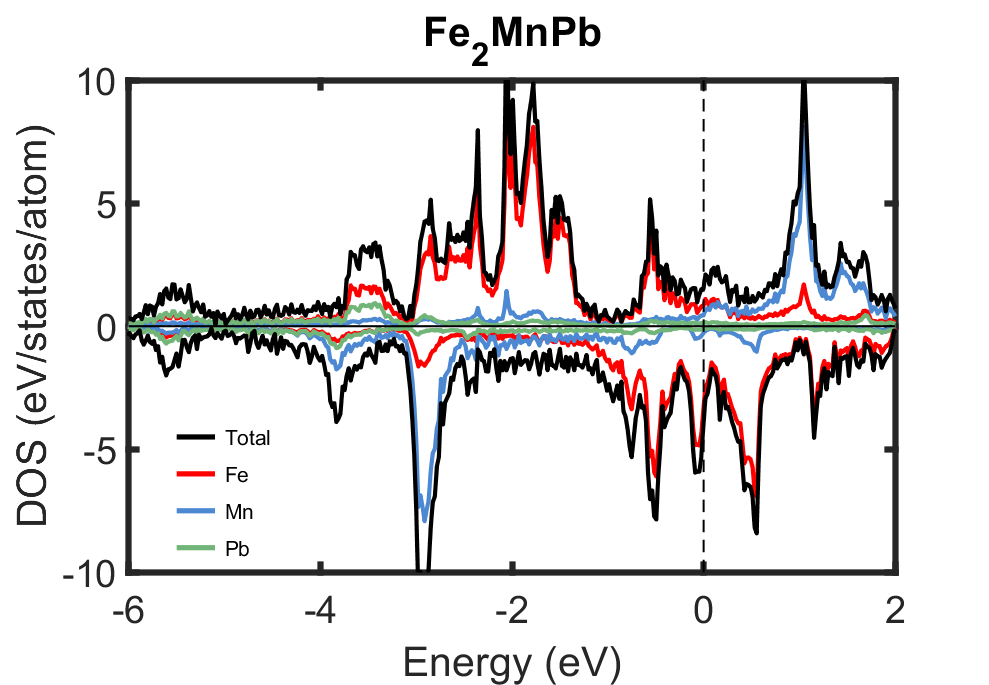 Fe₂MnPb
10
5
0
-5
-10
DOS (eV/states/atom)
Total
Fe
Mn
Pb
-6 -4 -2 0 2
Energy (eV)